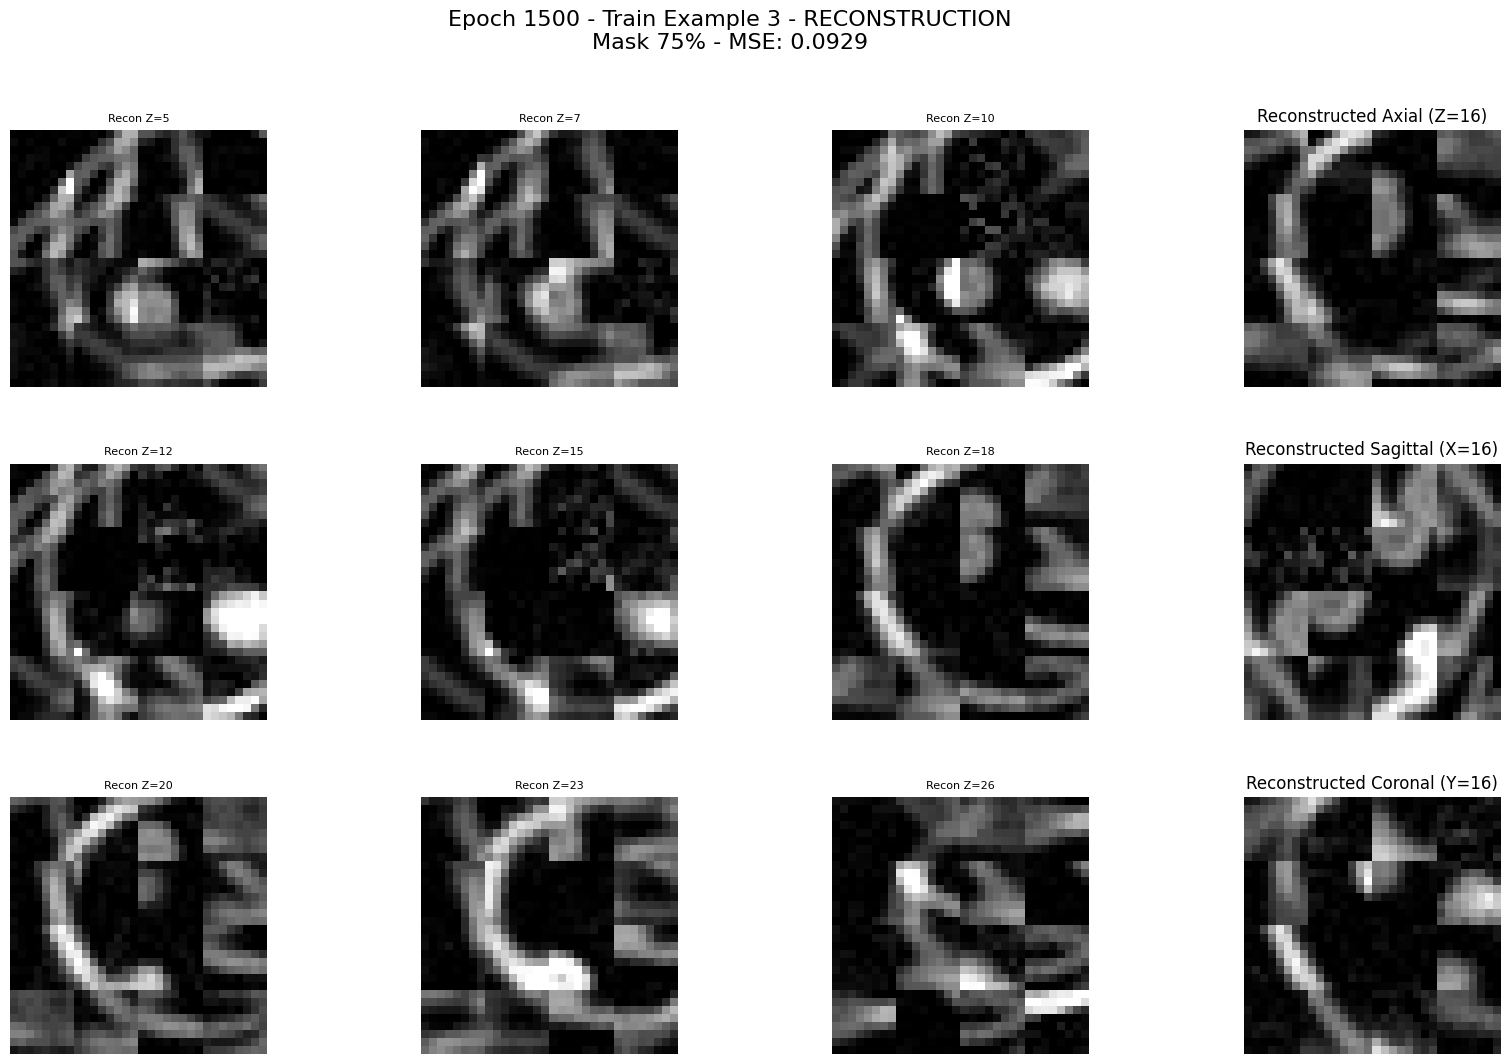 Epoch 1500 - Train Example 3 - RECONSTRUCTION
Mask 75% - MSE: 0.0929
Recon Z=5
Recon Z=7
Recon Z=10
Reconstructed Axial (Z=16)
Recon Z=12
Recon Z=15
Recon Z=18
Reconstructed Sagittal (X=16)
Recon Z=20
Recon Z=23
Recon Z=26
Reconstructed Coronal (Y=16)